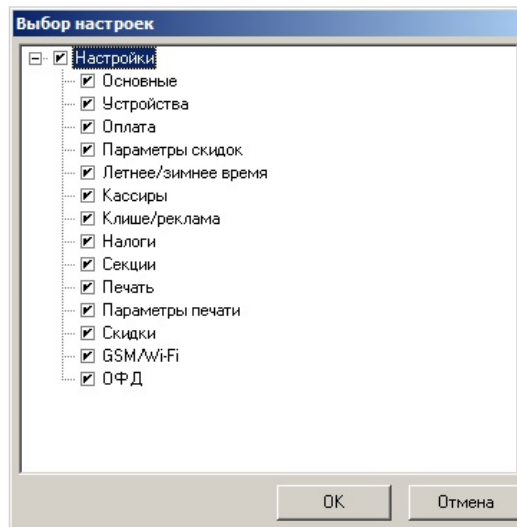 Выбор настроек
Настройки
Основные
Устройства
Оплата
Параметры скидок
Летнее/зимнее время
Кассиры
Клише/реклама
Налоги
Секции
Печать
Параметры печати
Скидки
GSM/Wi-Fi
ОФД
OK
Отмена